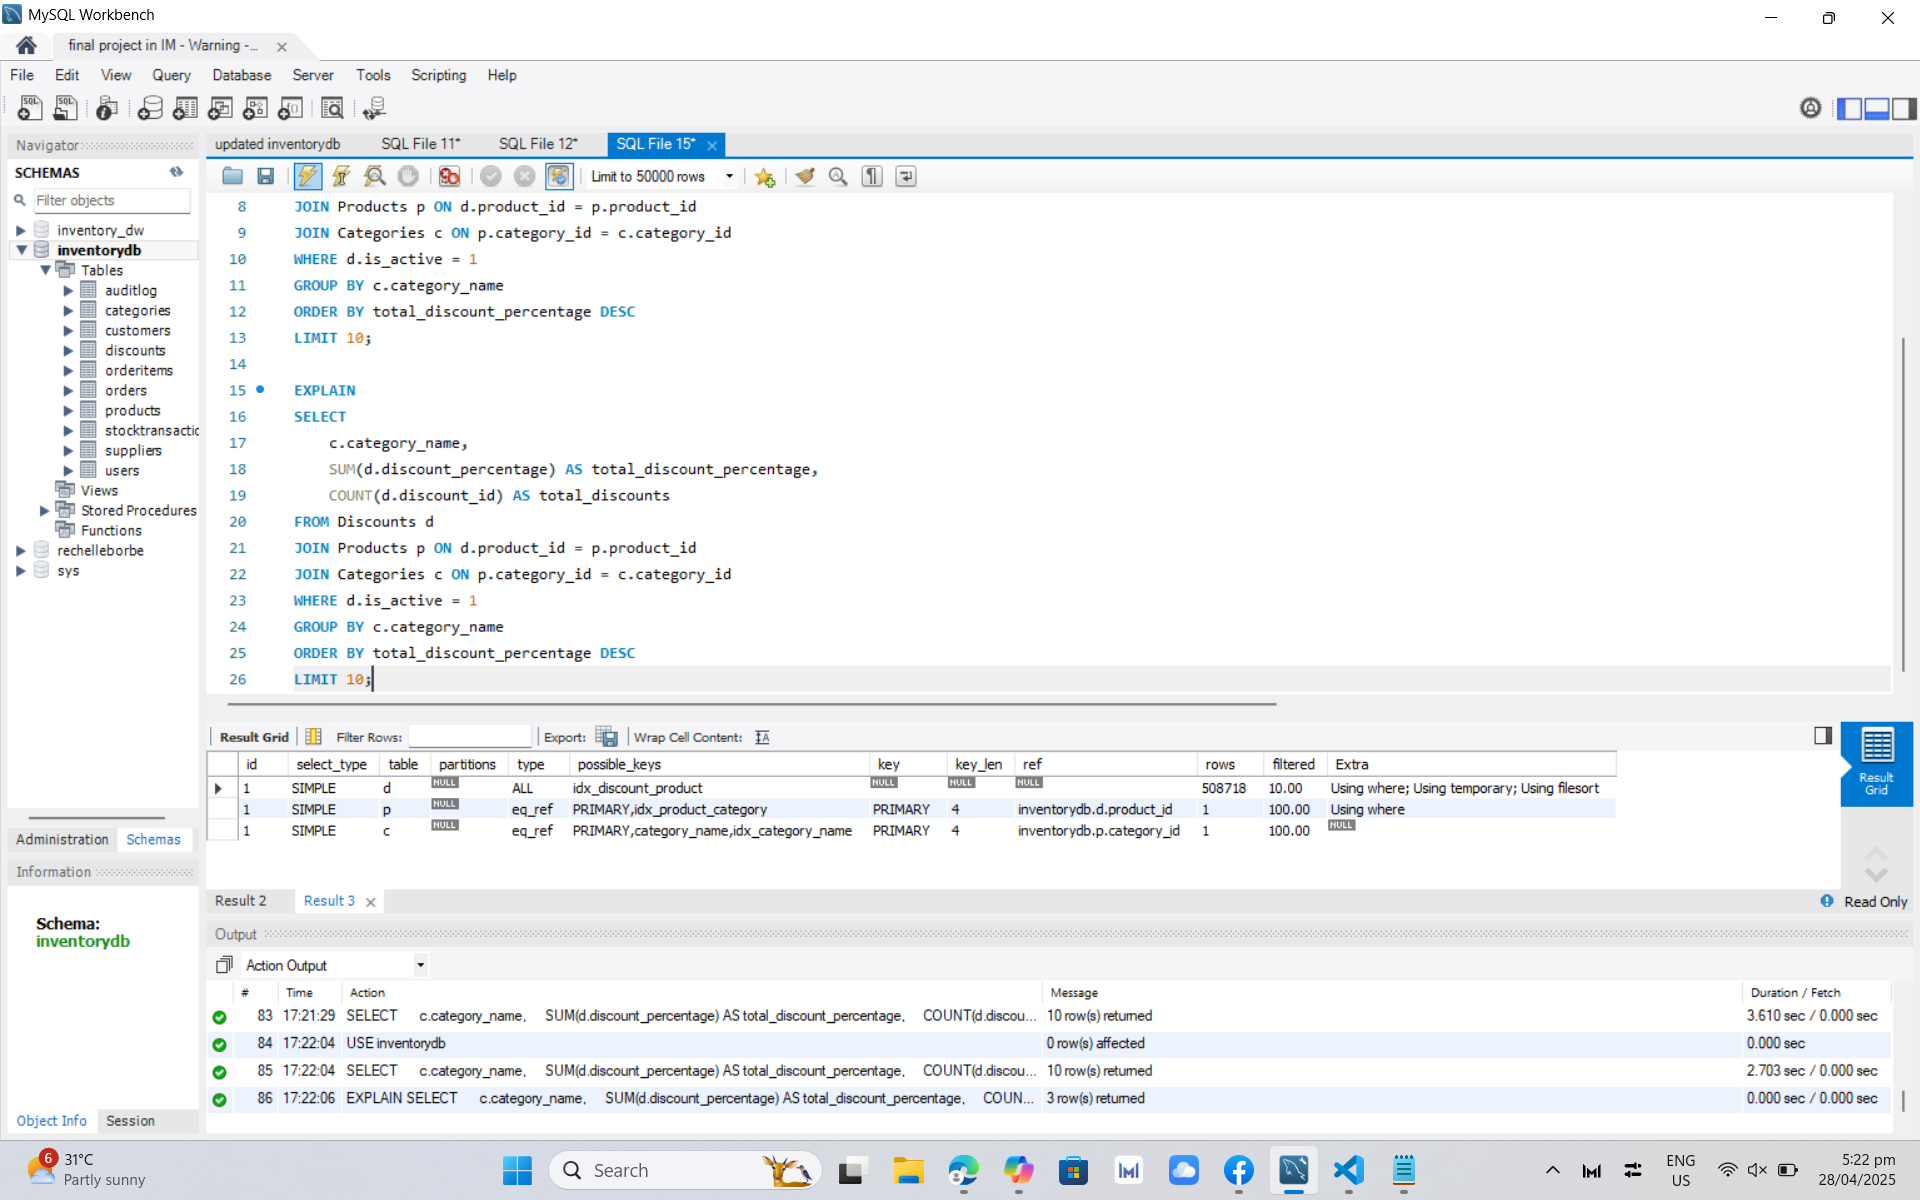 MySQL Workbench
final project in IM - Warning -...
File Edit View Query Database Server Tools Scripting Help
Navigator
SCHEMAS
Filter objects
inventory_dw
inventorydb
Tables
auditlog
categories
customers
discounts
orderitems
orders
products
stocktransactic
suppliers
users
Views
Stored Procedures
Functions
rechelleborbe
sys
Administration Schemas
Information
Schema:
inventorydb
Object Info Session
updated inventorydb SQL File 11* SQL File 12* SQL File 15*
Limit to 50000 rows
8 JOIN Products p ON d.product_id = p.product_id
9 JOIN Categories c ON p.category_id = c.category_id
10 WHERE d.is_active = 1
11 GROUP BY c.category_name
12 ORDER BY total_discount_percentage DESC
13 LIMIT 10;
14
15 EXPLAIN
16 SELECT
17 c.category_name,
18 SUM(d.discount_percentage) AS total_discount_percentage,
19 COUNT(d.discount_id) AS total_discounts
20 FROM Discounts d
21 JOIN Products p ON d.product_id = p.product_id
22 JOIN Categories c ON p.category_id = c.category_id
23 WHERE d.is_active = 1
24 GROUP BY c.category_name
25 ORDER BY total_discount_percentage DESC
26 LIMIT 10;
Result Grid Filter Rows: Export: Wrap Cell Content:
id select_type table partitions type possible_keys key key_len ref rows filtered Extra
1 SIMPLE d NULL ALL idx_discount_product NULL NULL NULL 508718 10.00 Using where; Using temporary; Using filesort
1 SIMPLE p NULL eq_ref PRIMARY,idx_product_category PRIMARY 4 inventorydb.d.product_id 1 100.00 Using where
1 SIMPLE c NULL eq_ref PRIMARY,category_name,idx_category_name PRIMARY 4 inventorydb.p.category_id 1 100.00 NULL
Result Grid
Result 2 Result 3
Read Only
Output
Action Output
# Time Action Message Duration / Fetch
83 17:21:29 SELECT c.category_name, SUM(d.discount_percentage) AS total_discount_percentage, COUNT(d.discou... 10 row(s) returned 3.610 sec / 0.000 sec
84 17:22:04 USE inventorydb 0 row(s) affected 0.000 sec
85 17:22:04 SELECT c.category_name, SUM(d.discount_percentage) AS total_discount_percentage, COUNT(d.discou... 10 row(s) returned 2.703 sec / 0.000 sec
86 17:22:06 EXPLAIN SELECT c.category_name, SUM(d.discount_percentage) AS total_discount_percentage, COUN... 3 row(s) returned 0.000 sec / 0.000 sec
6
31°C
Partly sunny
Search
ENG
US
5:22 pm
28/04/2025